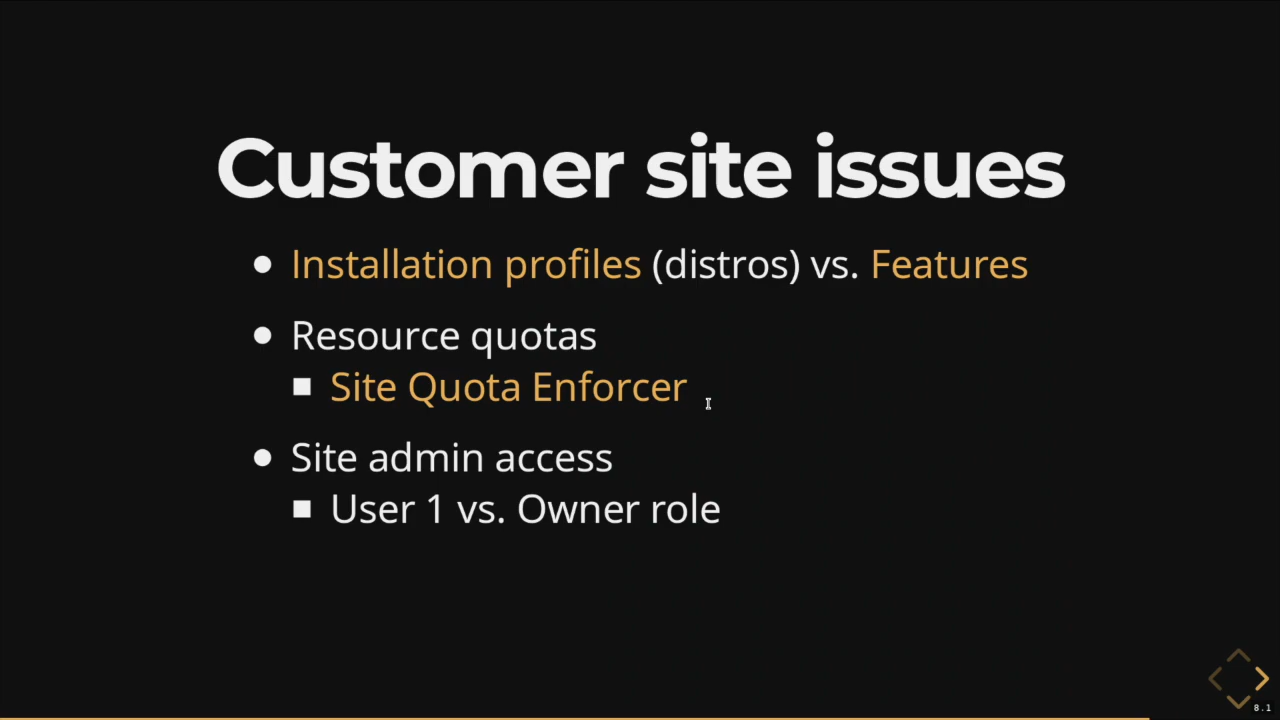 Customer site issues
Installation profiles (distros) vs. Features
Resource quotas
Site Quota Enforcer
Site admin access
User 1 vs. Owner role
8.1